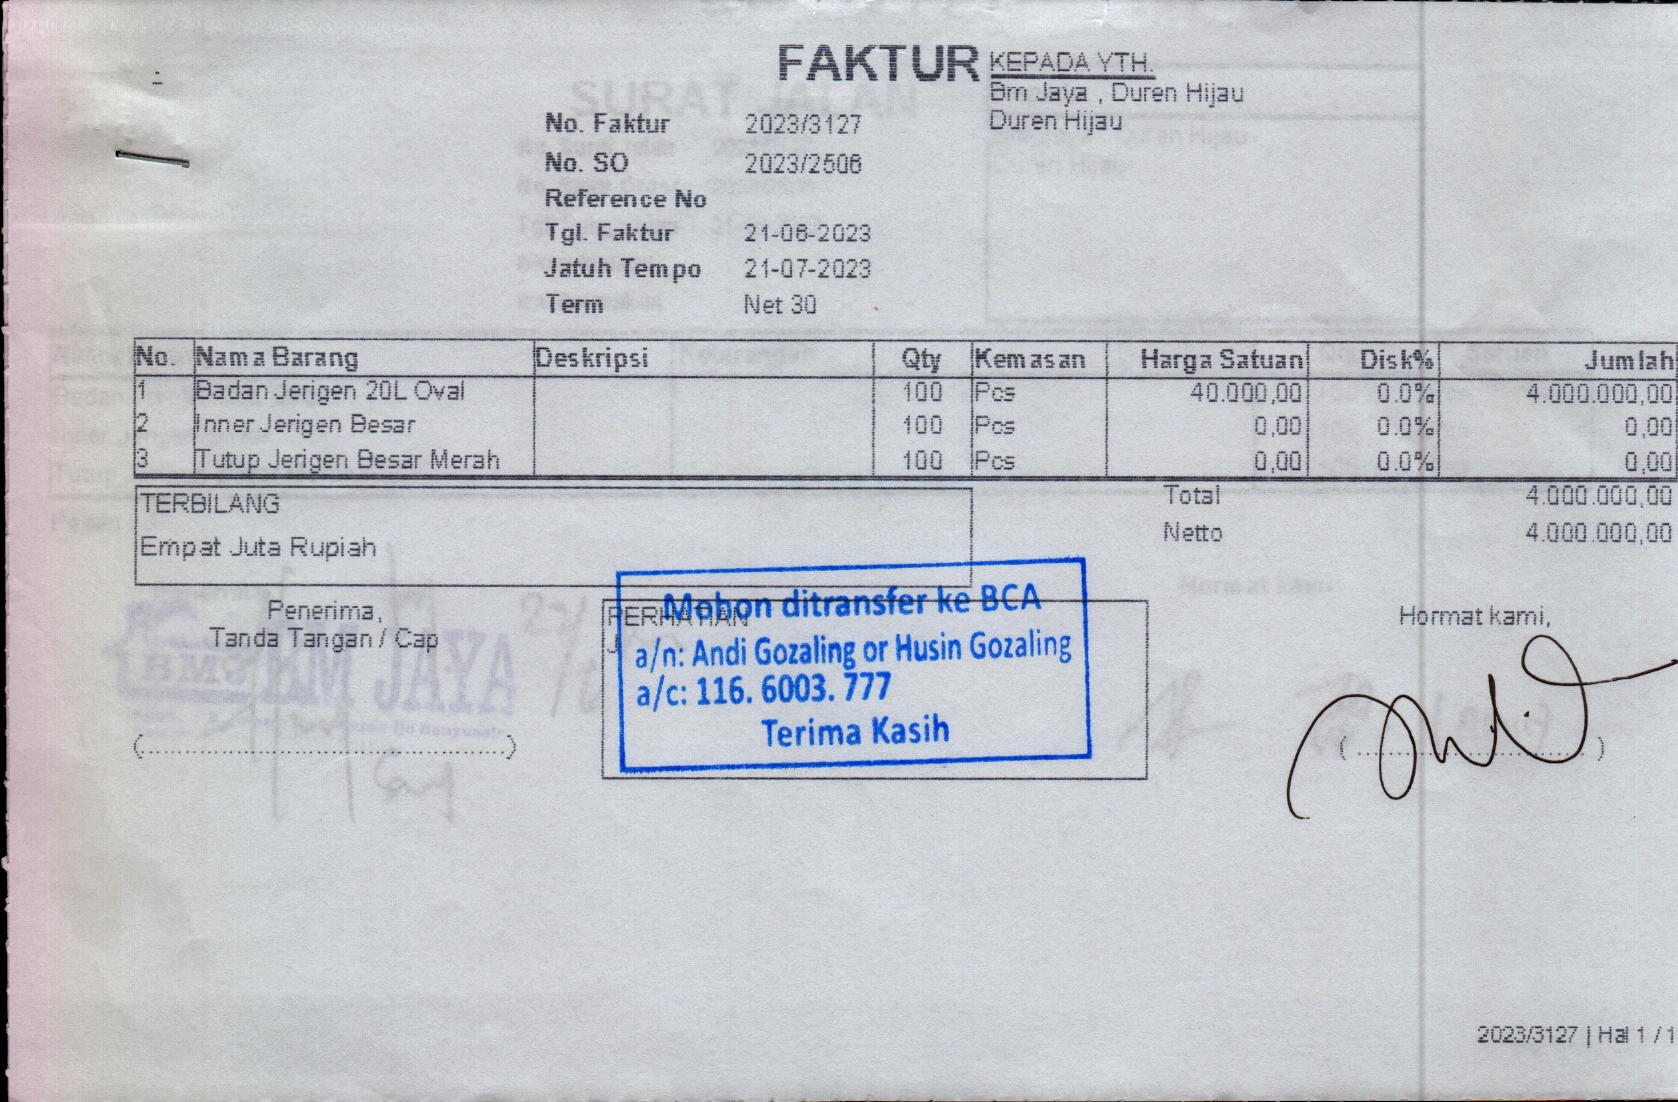 FAKTUR
KEPADA YTH.
Bm Jaya , Duren Hijau
Duren Hijau
SURAT JALAN
No. Faktur 2023/3127
No. SO 2023/2506
Reference No
Tgl. Faktur 21-06-2023
Jatuh Tempo 21-07-2023
Term Net 30
No. Nama Barang Deskripsi Qty Kemasan Harga Satuan Disk% Jumlah
1 Badan Jerigen 20L Oval 100 Pcs 40.000,00 0.0% 4.000.000,00
2 Inner Jerigen Besar 100 Pcs 0,00 0.0% 0,00
3 Tutup Jerigen Besar Merah 100 Pcs 0,00 0.0% 0,00
Total 4.000.000,00
Netto 4.000.000,00
TERBILANG
Empat Juta Rupiah
Penerima,
Tanda Tangan / Cap
BM JAYA
(........................................................)
PERHATIAN
Mohon ditransfer ke BCA
a/n: Andi Gozaling or Husin Gozaling
a/c: 116. 6003. 777
Terima Kasih
Hormat kami,
(....................................)
2023/3127 | Hal 1 / 1